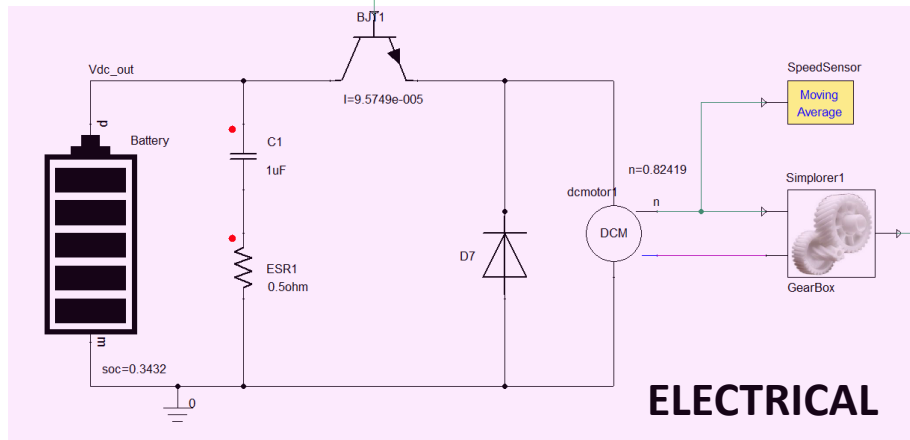 BJT1
Vdc_out
I=9.5749e-005
SpeedSensor
Moving
Average
p
Battery
C1
1uF
n=0.82419
Simplorer1
dcmotor1
n
DCM
D7
ESR1
0.5ohm
GearBox
m
soc=0.3432
0
ELECTRICAL